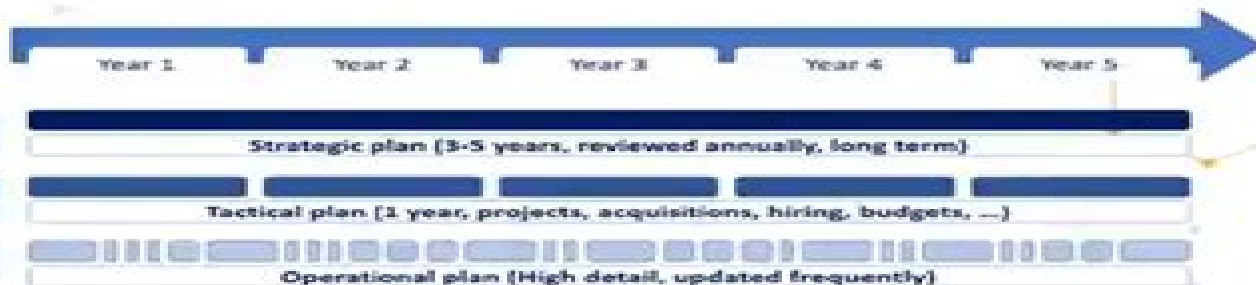 Year 1 Year 2 Year 3 Year 4 Year 5
Strategic plan (3-5 years, reviewed annually, long term)
Tactical plan (1 year, projects, acquisitions, hiring, budgets, ...)
Operational plan (High detail, updated frequently)